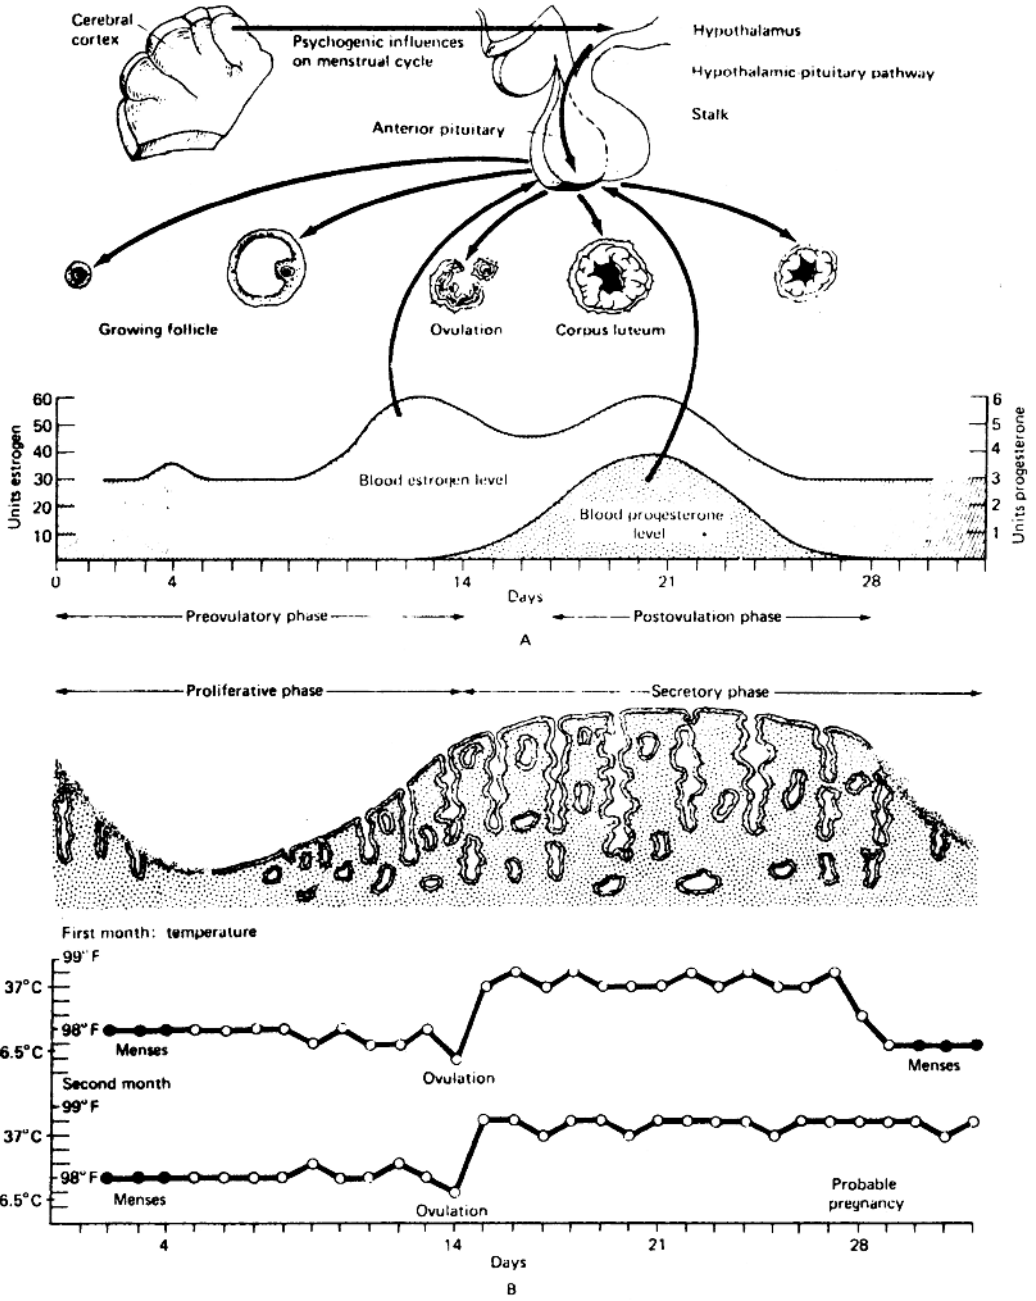 Cerebral
cortex
Psychogenic influences
on menstrual cycle
Hypothalamus
Hypothalamic-pituitary pathway
Stalk
Anterior pituitary
Growing follicle
Ovulation
Corpus luteum
Units estrogen
60
50
40
30
20
10
Blood estrogen level
Blood progesterone
level
6
5
4
3
2
1
Units progesterone
0 4 14 21 28
Days
Preovulatory phase Postovulation phase
A
Proliferative phase Secretory phase
First month: temperature
99°F
37°C
98°F
6.5°C
Menses
Ovulation
Menses
Second month
99°F
37°C
98°F
6.5°C
Menses
Ovulation
Probable
pregnancy
4 14 21 28
Days
B